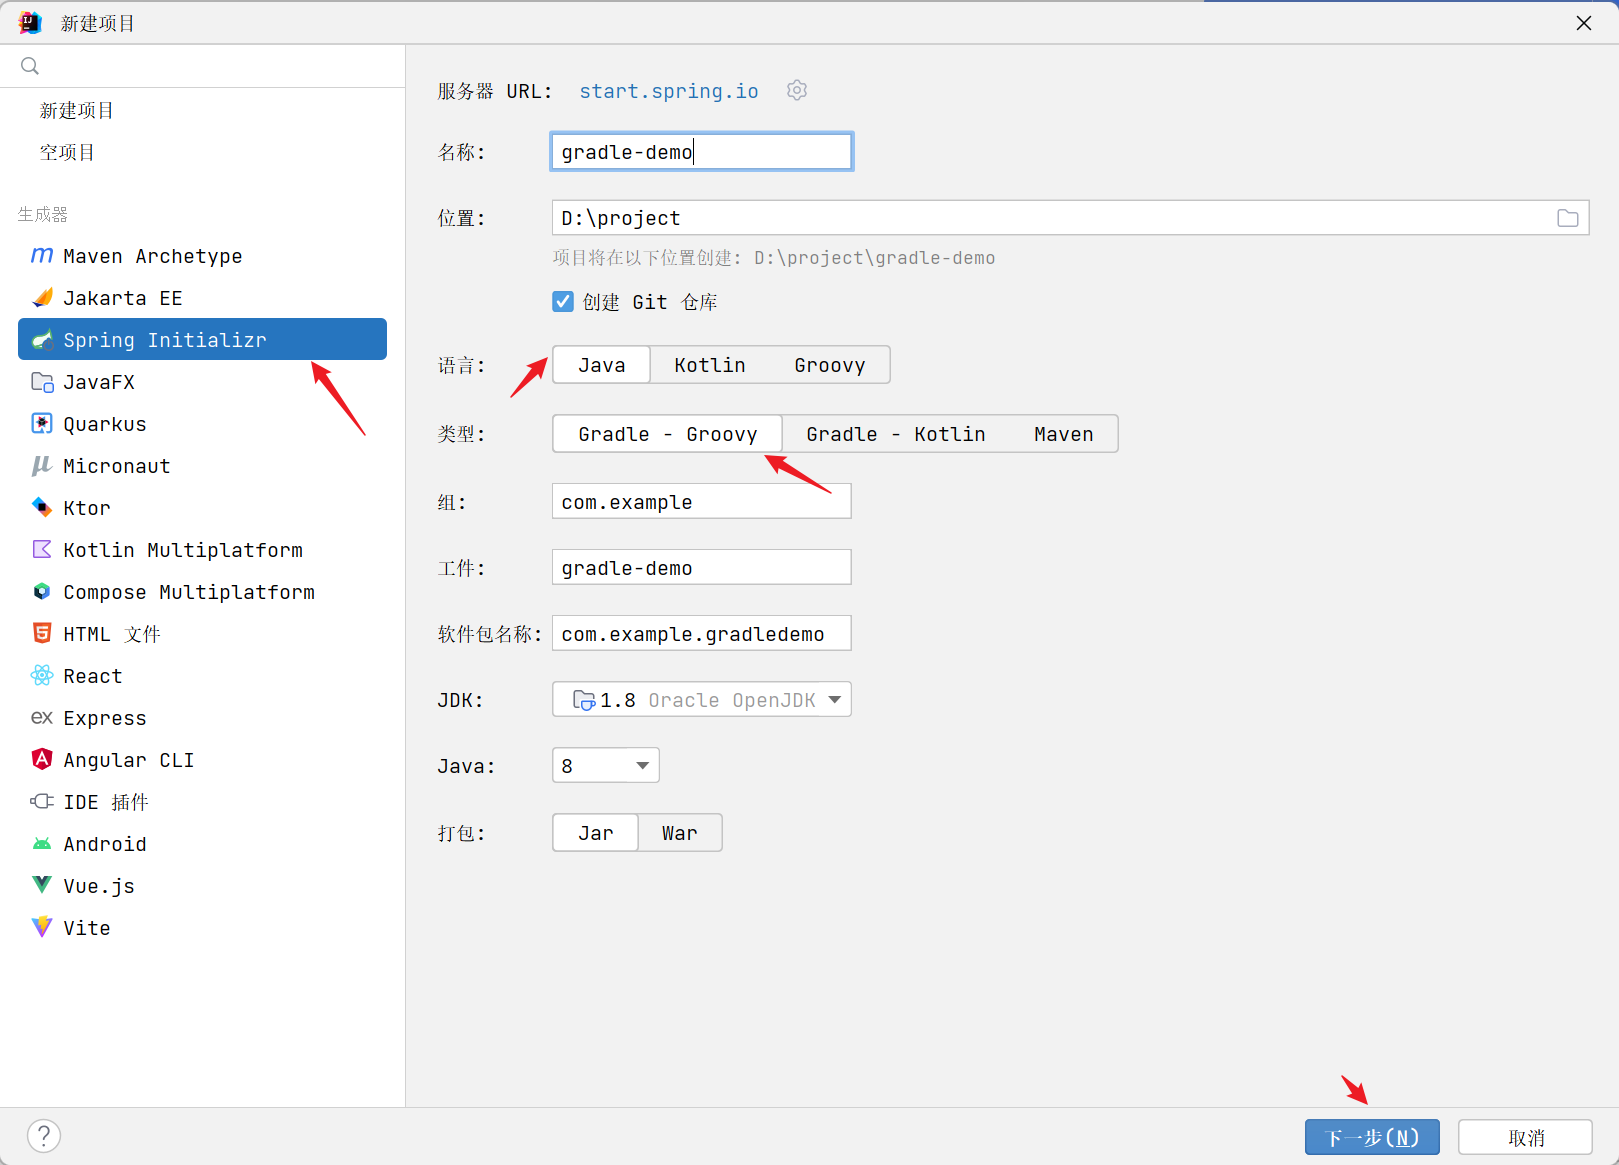 新建项目
新建项目
空项目
生成器
Maven Archetype
Jakarta EE
Spring Initializr
JavaFX
Quarkus
Micronaut
Ktor
Kotlin Multiplatform
Compose Multiplatform
HTML 文件
React
Express
Angular CLI
IDE 插件
Android
Vue.js
Vite
服务器 URL: start.spring.io
名称: gradle-demo
位置: D:\project
项目将在以下位置创建: D:\project\gradle-demo
创建 Git 仓库
语言: Java Kotlin Groovy
类型: Gradle - Groovy Gradle - Kotlin Maven
组: com.example
工件: gradle-demo
软件包名称: com.example.gradledemo
JDK: 1.8 Oracle OpenJDK
Java: 8
打包: Jar War
? 下一步(N) 取消